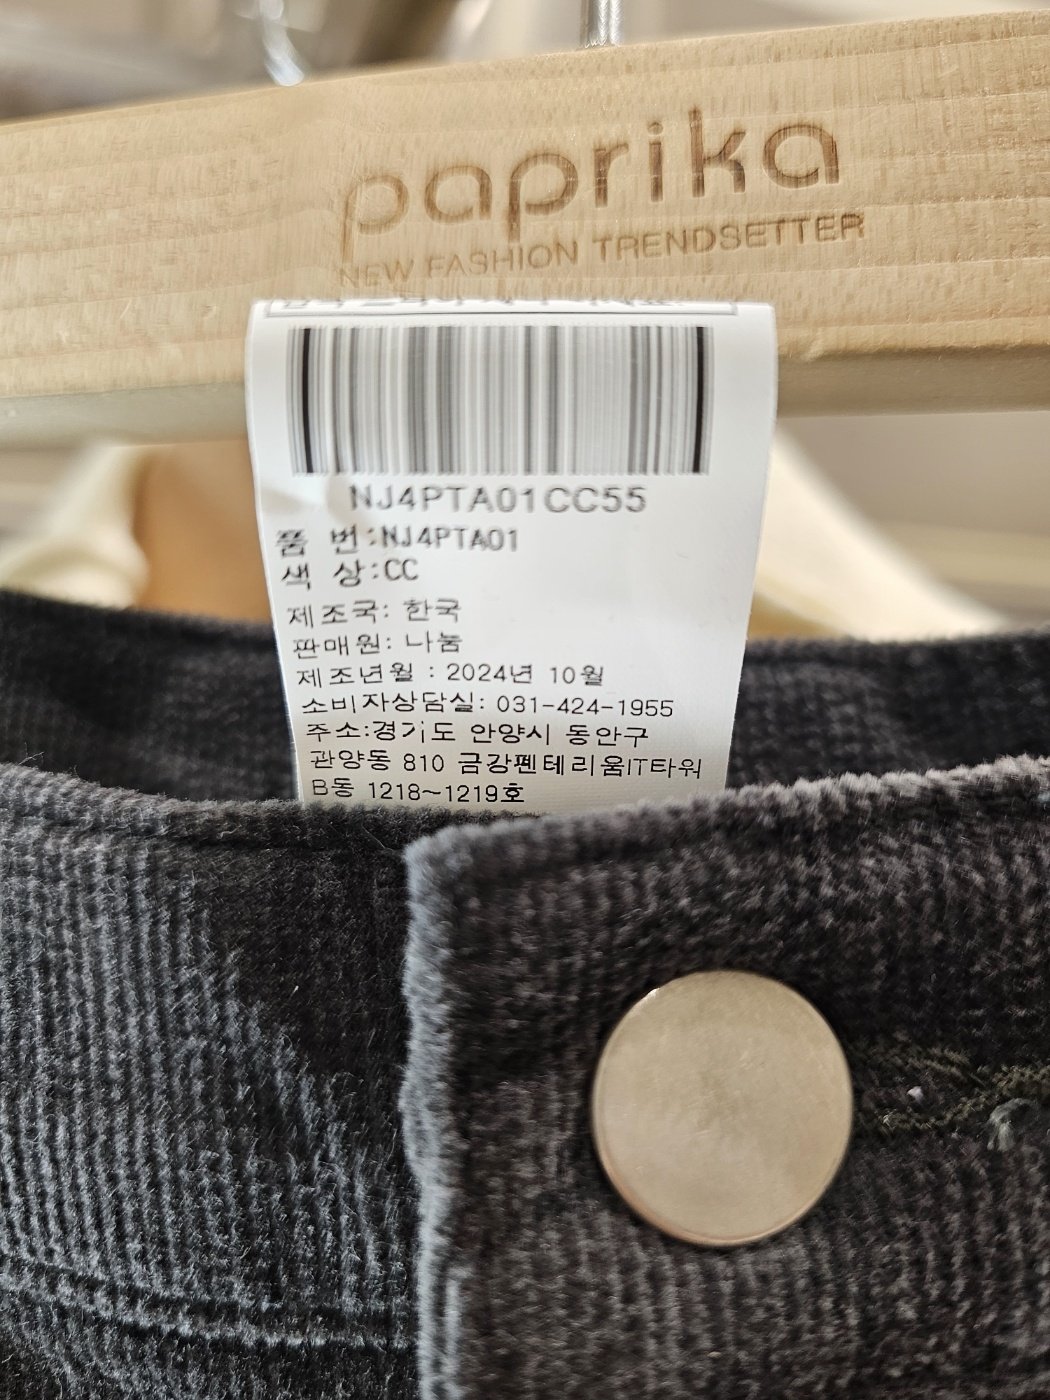 paprika
NEW FASHION TRENDSETTER
NJ4PTA01CC55
품 번:NJ4PTA01
색 상:CC
제조국: 한국
판매원: 나눔
제조년월 : 2024년 10월
소비자상담실: 031-424-1955
주소:경기도 안양시 동안구
관양동 810 금강펜테리움IT타워
B동 1218~1219호